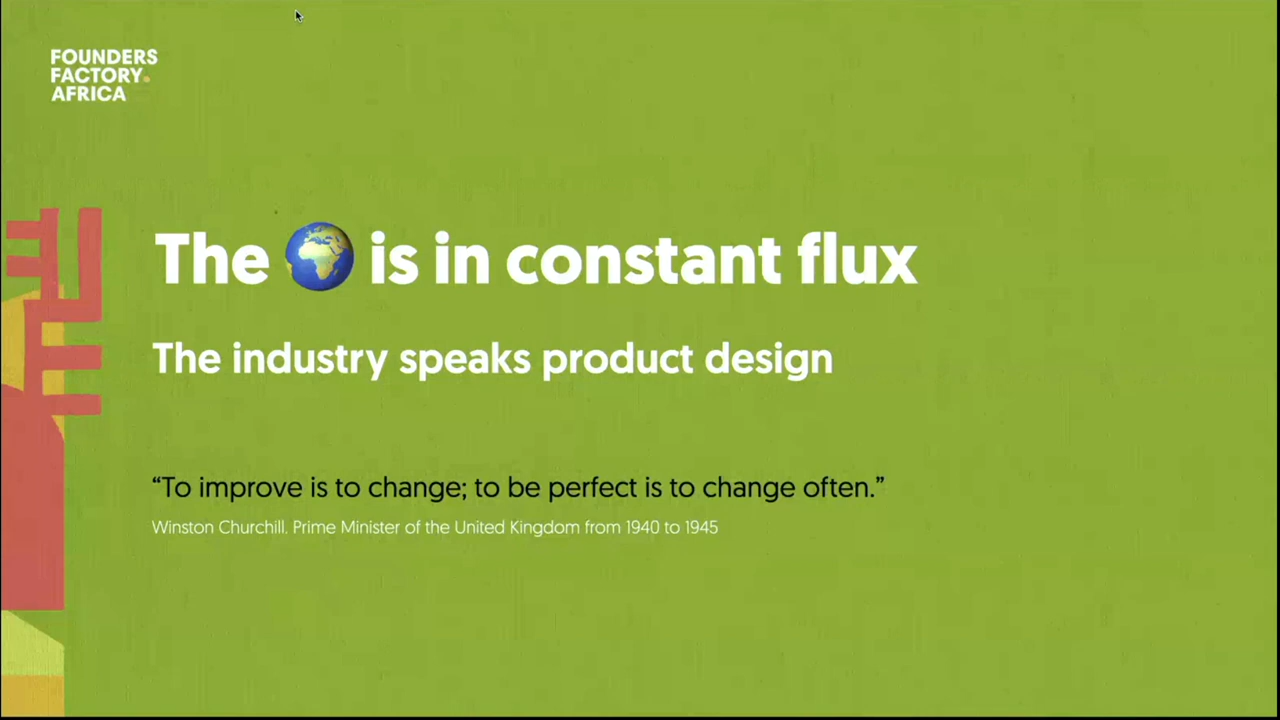 FOUNDERS
FACTORY.
AFRICA
The 🌍 is in constant flux
The industry speaks product design
“To improve is to change; to be perfect is to change often.”
Winston Churchill. Prime Minister of the United Kingdom from 1940 to 1945